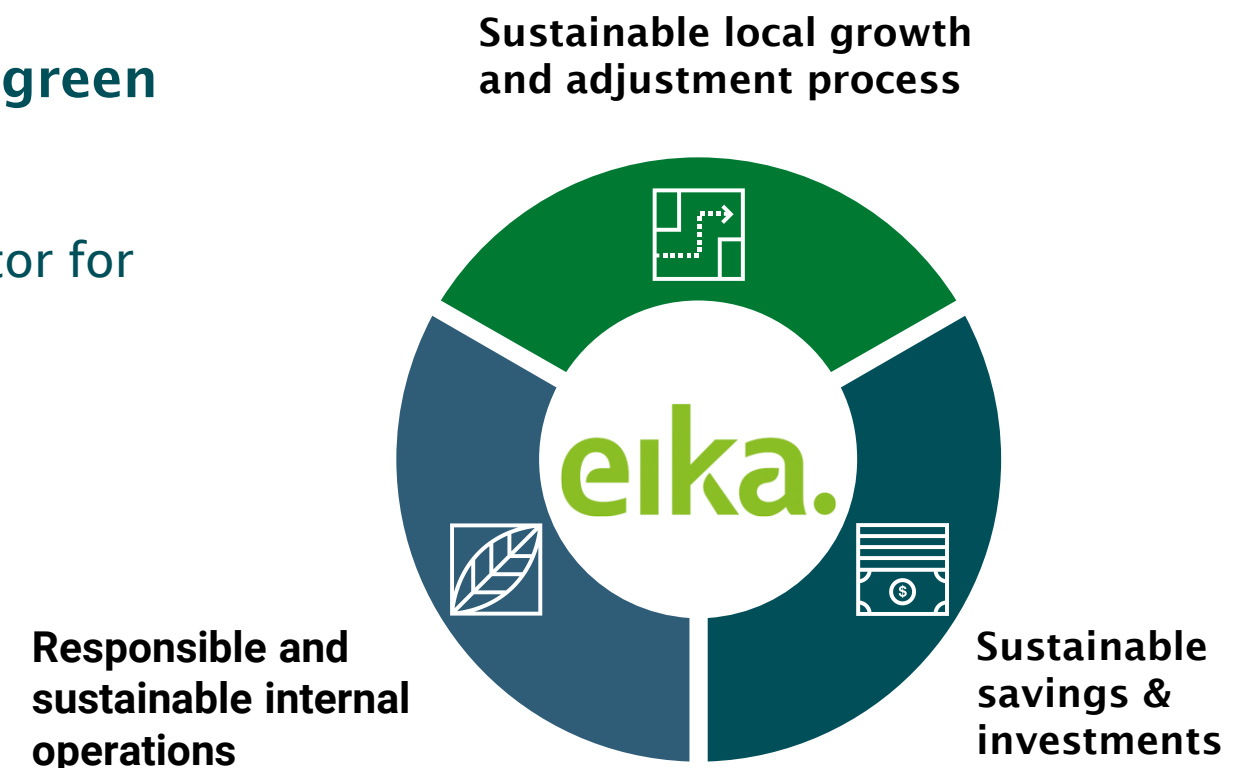 Sustainable local growth
and adjustment process
green
tor for
eika.
$
Responsible and
sustainable internal
operations
Sustainable
savings &
investments